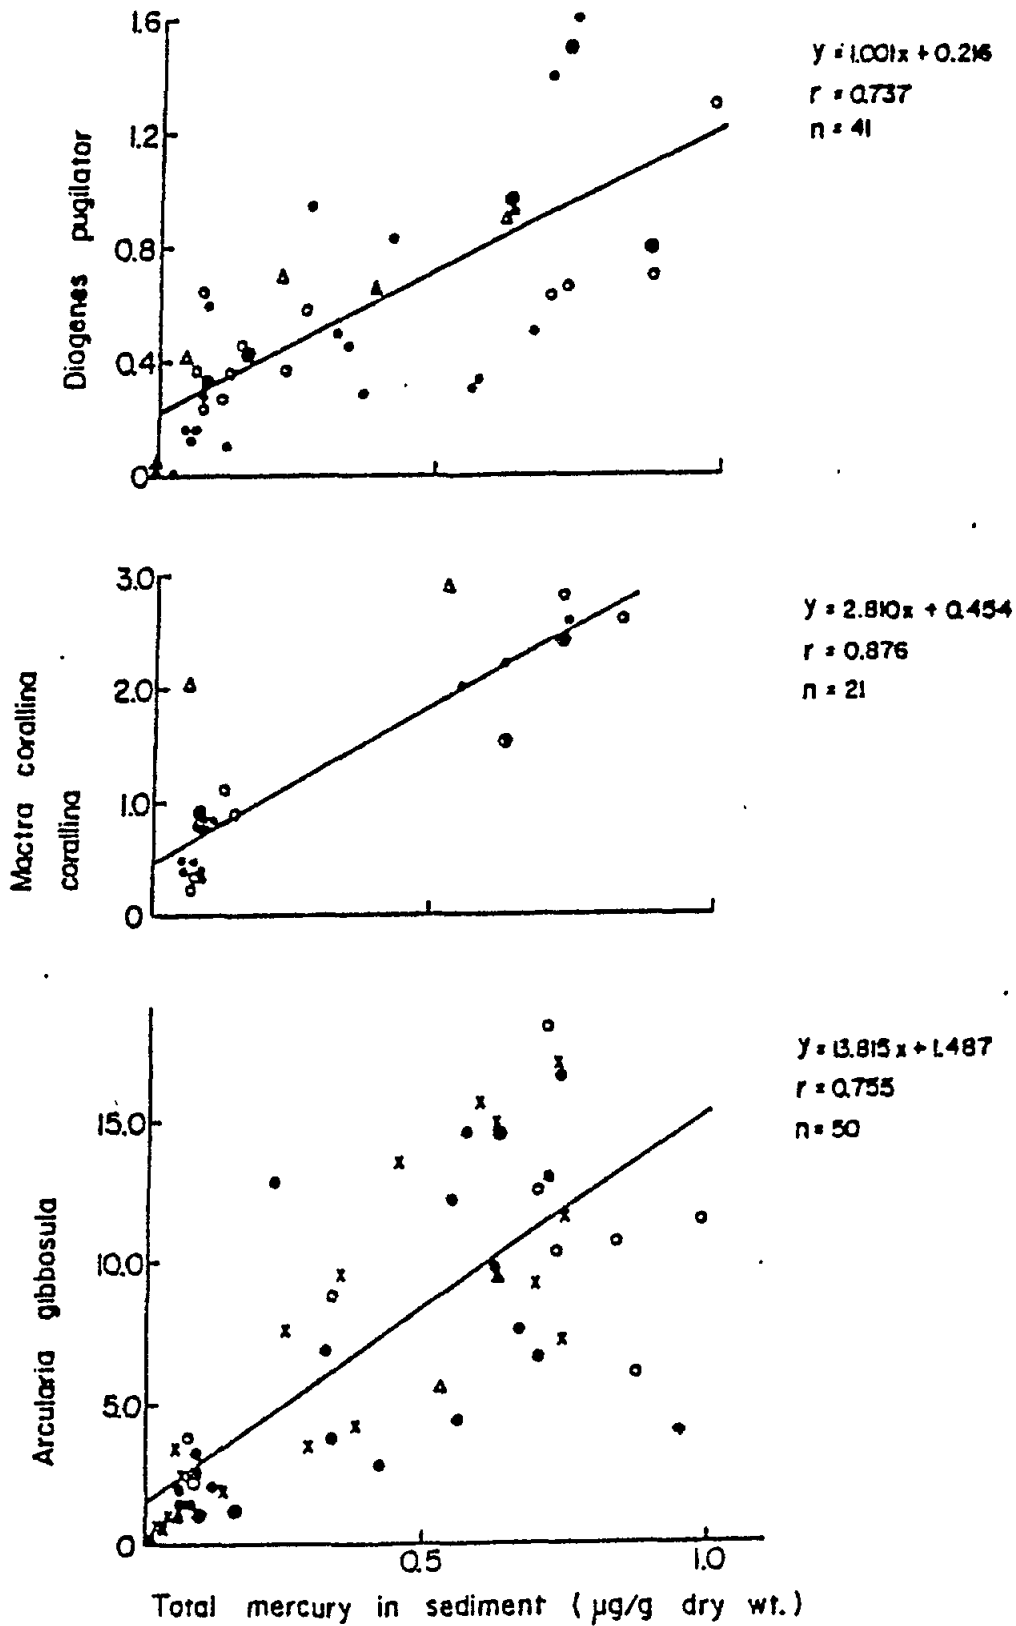 1.6
1.2
0.8
0.4
0
Diogenes pugilator
y = 1.001x + 0.216
r = 0.737
n = 41
3.0
2.0
1.0
0
Mactra corallina
corallina
y = 2.810x + 0.454
r = 0.876
n = 21
15.0
10.0
5.0
0
Arcularia gibbosula
y = 13.815x + 1.487
r = 0.755
n = 50
0.5 1.0
Total mercury in sediment (µg/g dry wt.)